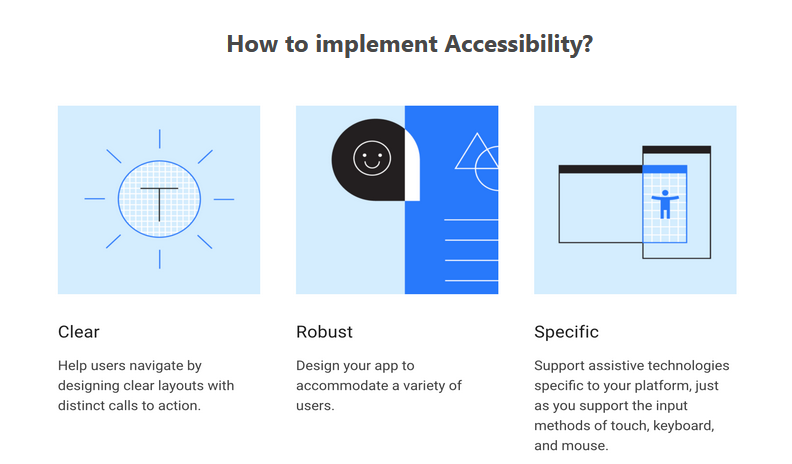 How to implement Accessibility?
T
Clear
Help users navigate by
designing clear layouts with
distinct calls to action.
Robust
Design your app to
accommodate a variety of
users.
Specific
Support assistive technologies
specific to your platform, just
as you support the input
methods of touch, keyboard,
and mouse.